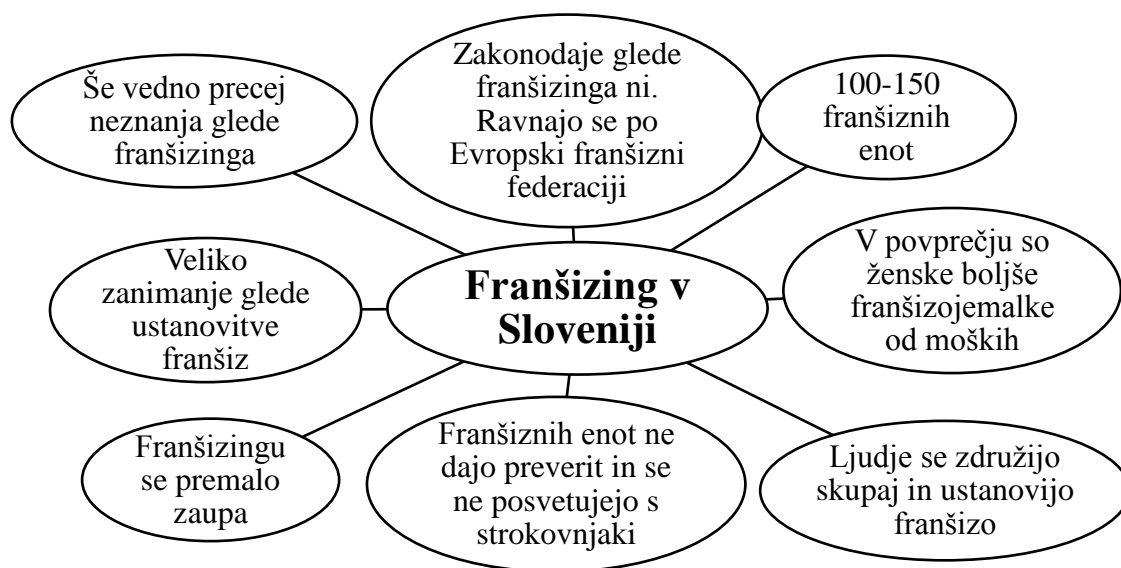 Še vedno precej
neznanja glede
franšizinga
Zakonodaje glede
franšizinga ni.
Ravnajo se po
Evropski franšizni
federaciji
100-150
franšiznih
enot
Veliko
zanimanje glede
ustanovitve
franšiz
Franšizing v
Sloveniji
V povprečju so
ženske boljše
franšizojemalke
od moških
Franšizingu
se premalo
zaupa
Franšiznih enot ne
dajo preverit in se
ne posvetujejo s
strokovnjaki
Ljudje se združijo
skupaj in ustanovijo
franšizo